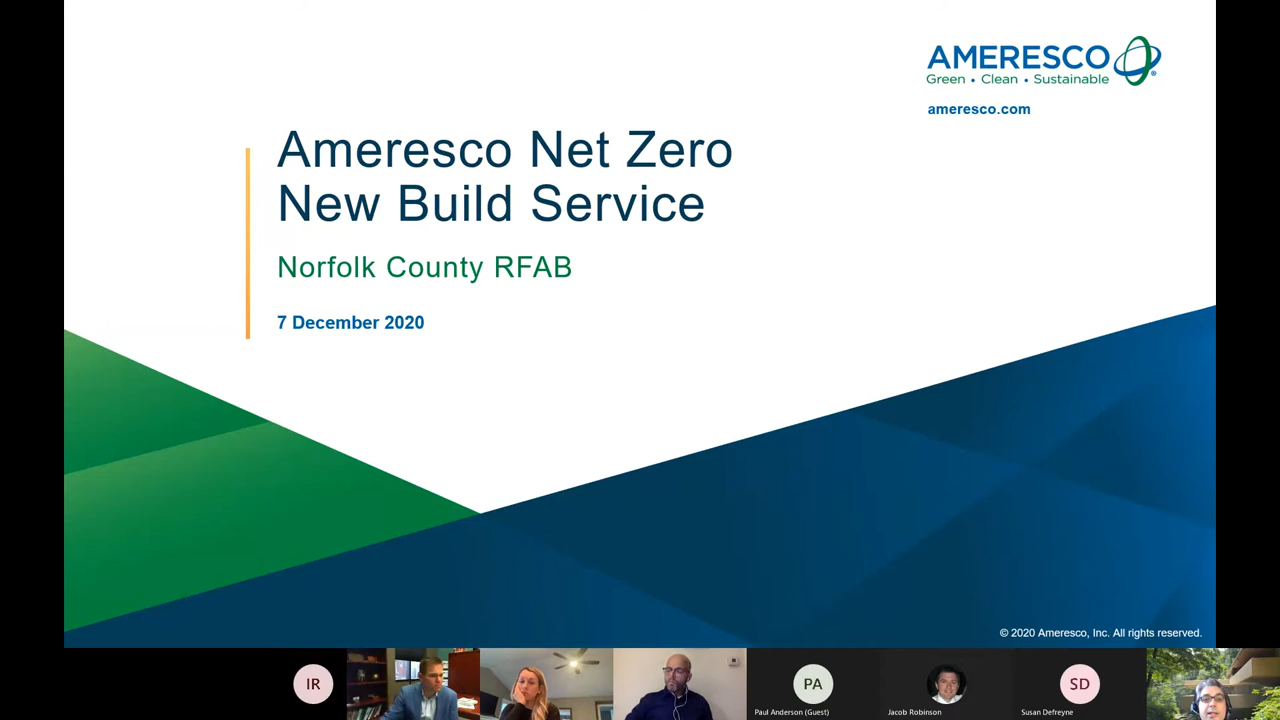 AMERESCO
Green • Clean • Sustainable
ameresco.com
Ameresco Net Zero
New Build Service
Norfolk County RFAB
7 December 2020
© 2020 Ameresco, Inc. All rights reserved.
IR
PA
SD
Paul Anderson (Guest)
Jacob Robinson
Susan Defreyne